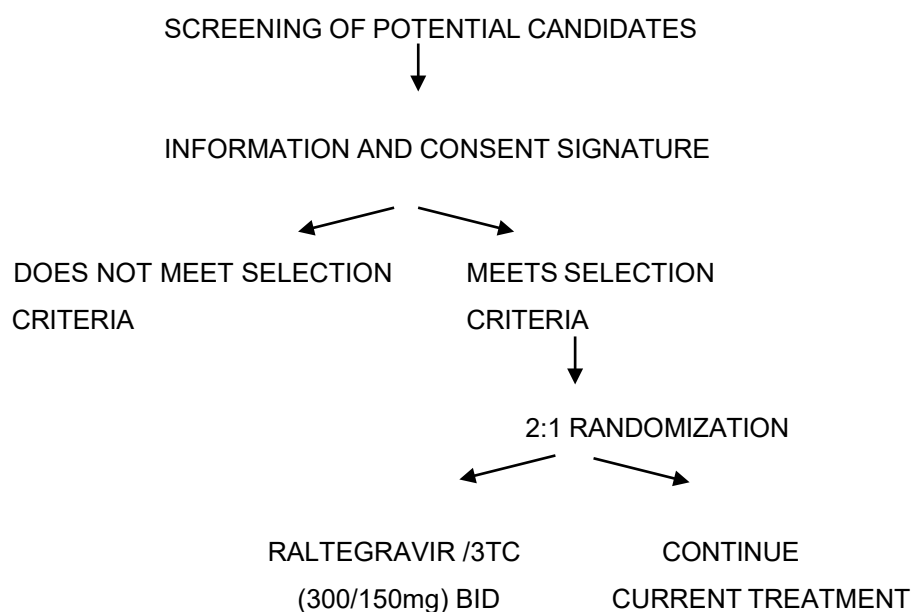 SCREENING OF POTENTIAL CANDIDATES
INFORMATION AND CONSENT SIGNATURE
DOES NOT MEET SELECTION
CRITERIA
MEETS SELECTION
CRITERIA
2:1 RANDOMIZATION
RALTEGRAVIR /3TC
(300/150mg) BID
CONTINUE
CURRENT TREATMENT